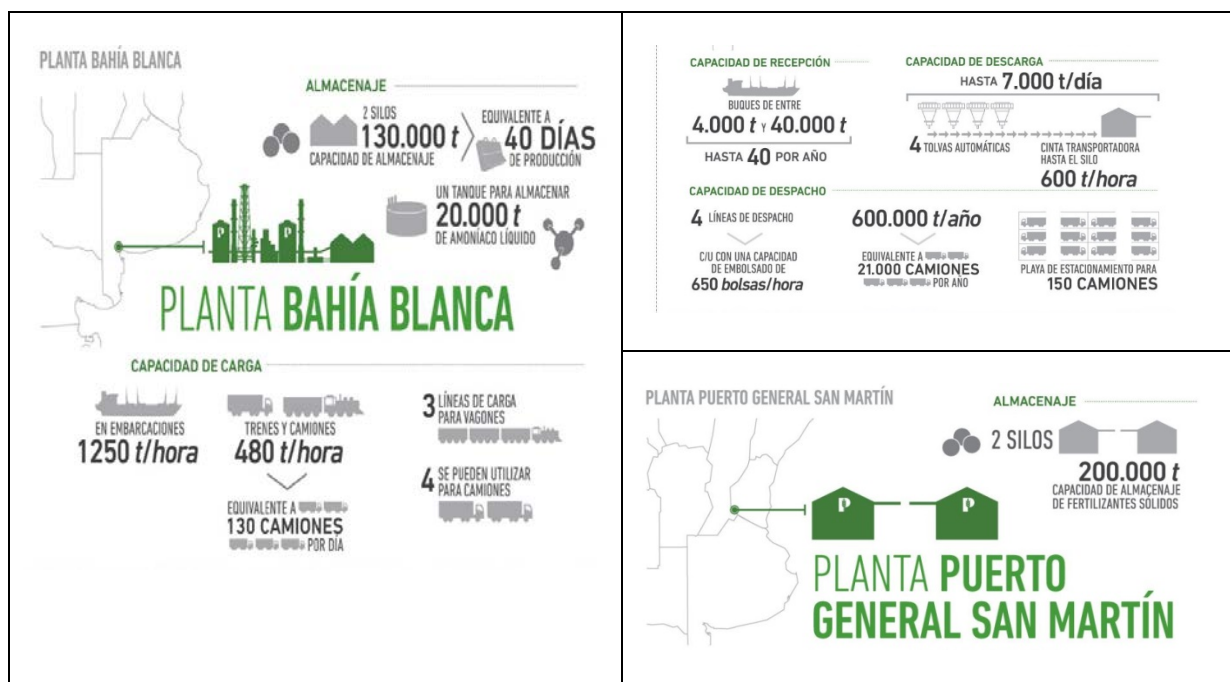 PLANTA BAHÍA BLANCA
ALMACENAJE
2 SILOS
130.000 t
CAPACIDAD DE ALMACENAJE
EQUIVALENTE A
40 DÍAS
DE PRODUCCIÓN
UN TANQUE PARA ALMACENAR
20.000 t
DE AMONÍACO LÍQUIDO
PLANTA BAHÍA BLANCA
CAPACIDAD DE CARGA
EN EMBARCACIONES
1250 t/hora
TRENES Y CAMIONES
480 t/hora
EQUIVALENTE A
130 CAMIONES
POR DÍA
3 LÍNEAS DE CARGA
PARA VAGONES
4 SE PUEDEN UTILIZAR
PARA CAMIONES
CAPACIDAD DE RECEPCIÓN
BUQUES DE ENTRE
4.000 t Y 40.000 t
HASTA 40 POR AÑO
CAPACIDAD DE DESCARGA
HASTA 7.000 t/día
4 TOLVAS AUTOMÁTICAS
CINTA TRANSPORTADORA
HASTA EL SILO
600 t/hora
CAPACIDAD DE DESPACHO
4 LÍNEAS DE DESPACHO
C/U CON UNA CAPACIDAD
DE EMBOLSADO DE
650 bolsas/hora
600.000 t/año
EQUIVALENTE A
21.000 CAMIONES
POR AÑO
PLAYA DE ESTACIONAMIENTO PARA
150 CAMIONES
PLANTA PUERTO GENERAL SAN MARTÍN
ALMACENAJE
2 SILOS
200.000 t
CAPACIDAD DE ALMAÇENAJE
DE FERTILIZANTES SÓLIDOS
PLANTA PUERTO
GENERAL SAN MARTÍN